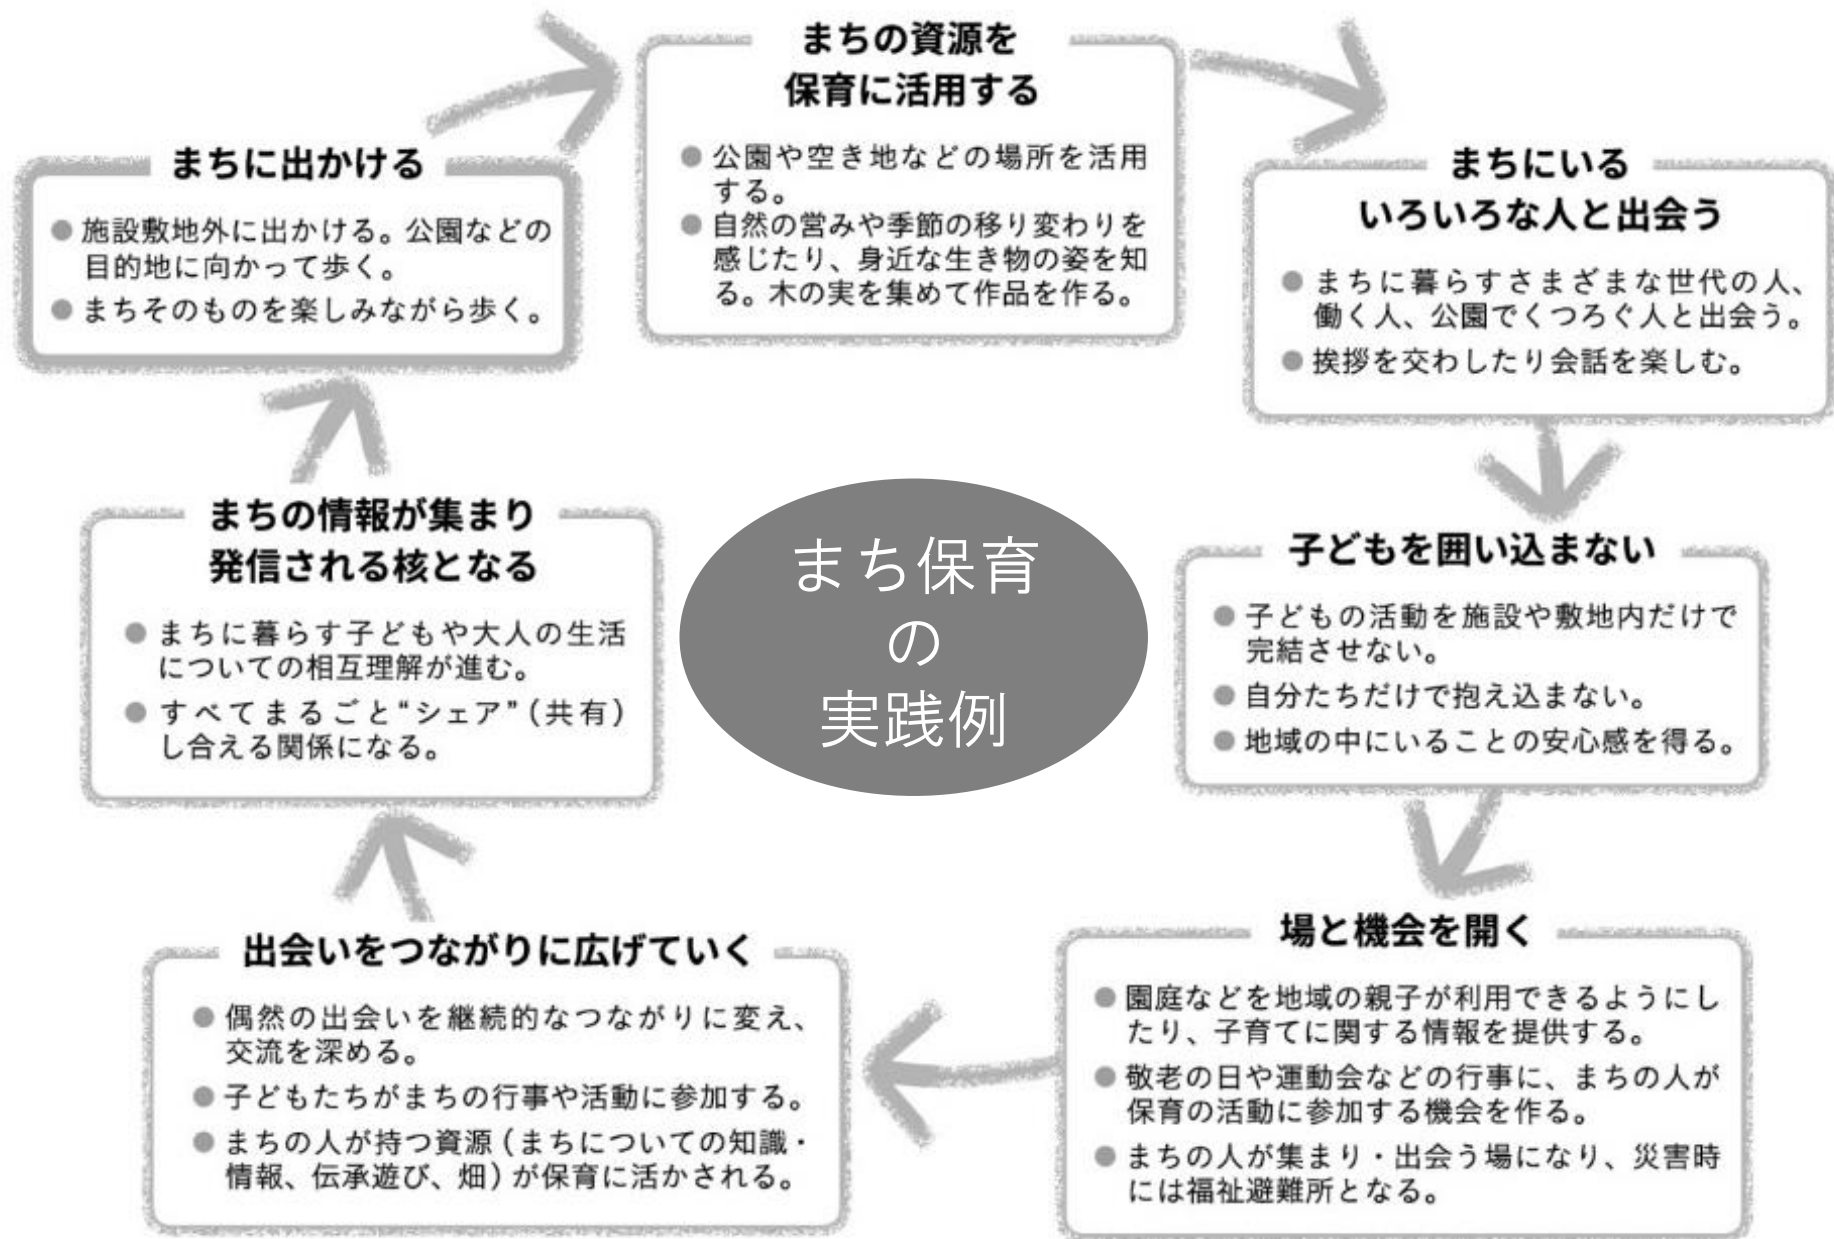 まちの資源を
保育に活用する
● 公園や空き地などの場所を活用
する。
● 自然の営みや季節の移り変わりを
感じたり、身近な生き物の姿を知
る。木の実を集めて作品を作る。
まちにいる
いろいろな人と出会う
● まちに暮らすさまざまな世代の人、
働く人、公園でくつろぐ人と出会う。
● 挨拶を交わしたり会話を楽しむ。
子どもを囲い込まない
● 子どもの活動を施設や敷地内だけで
完結させない。
● 自分たちだけで抱え込まない。
● 地域の中にいることの安心感を得る。
場と機会を開く
● 園庭などを地域の親子が利用できるようにし
たり、子育てに関する情報を提供する。
● 敬老の日や運動会などの行事に、まちの人が
保育の活動に参加する機会を作る。
● まちの人が集まり・出会う場になり、災害時
には福祉避難所となる。
出会いをつながりに広げていく
● 偶然の出会いを継続的なつながりに変え、
交流を深める。
● 子どもたちがまちの行事や活動に参加する。
● まちの人が持つ資源（まちについての知識・
情報、伝承遊び、畑）が保育に活かされる。
まちの情報が集まり
発信される核となる
● まちに暮らす子どもや大人の生活
についての相互理解が進む。
● すべてまるごと“シェア”（共有）
し合える関係になる。
まちに出かける
● 施設敷地外に出かける。公園などの
目的地に向かって歩く。
● まちそのものを楽しみながら歩く。
まち保育
の
実践例